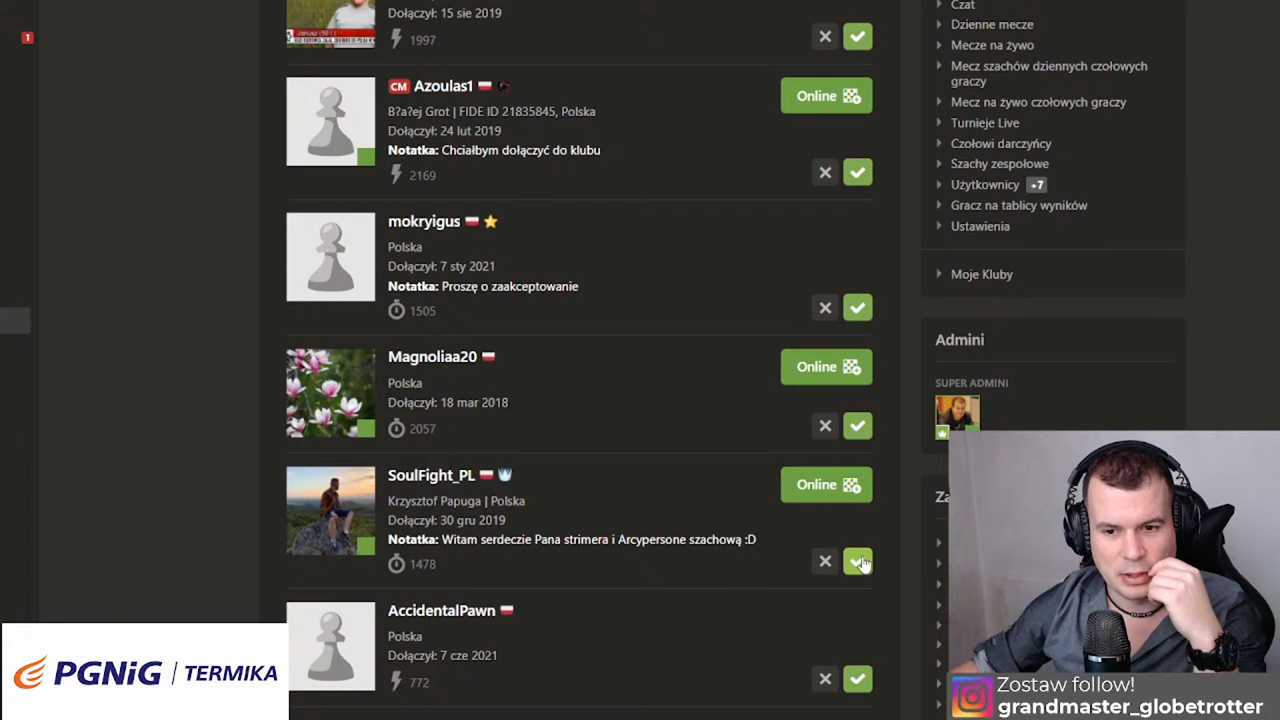 Dołączył: 15 sie 2019
1997
1
CM Azoulas1
Online
B?a?ej Grot | FIDE ID 21835845, Polska
Dołączył: 24 lut 2019
Notatka: Chciałbym dołączyć do klubu
2169
mokryigus
Polska
Dołączył: 7 sty 2021
Notatka: Proszę o zaakceptowanie
1505
Magnoliaa20
Online
Polska
Dołączył: 18 mar 2018
2057
SoulFight_PL
Online
Krzysztof Papuga | Polska
Dołączył: 30 gru 2019
Notatka: Witam serdeczie Pana strimera i Arcypersone szachową :D
1478
AccidentalPawn
Polska
Dołączył: 7 cze 2021
772
Czat
Dzienne mecze
Mecze na żywo
Mecz szachów dziennych czołowych
graczy
Mecz na żywo czołowych graczy
Turnieje Live
Czołowi darczyńcy
Szachy zespołowe
Użytkownicy +7
Gracz na tablicy wyników
Ustawienia
Moje Kluby
Admini
SUPER ADMINI
PGNiG | TERMIKA
Zostaw follow!
grandmaster_globetrotter